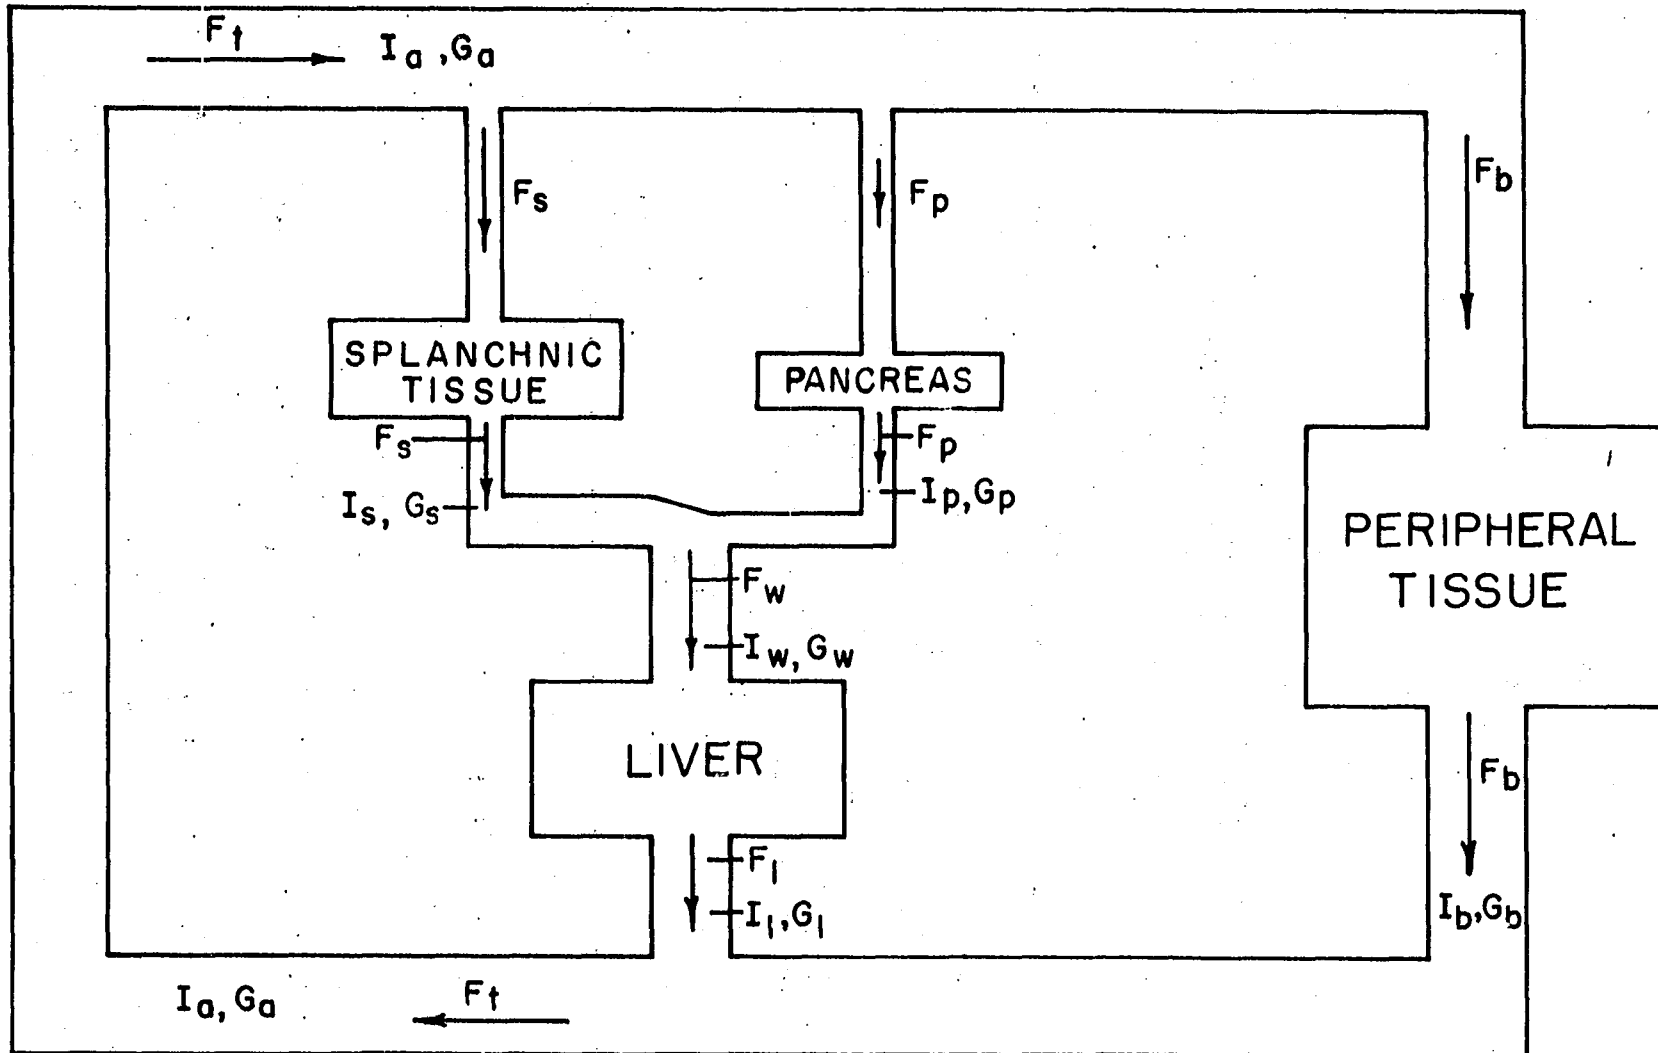 Ft
Ia, Ga
Fs
Fp
Fb
SPLANCHNIC
TISSUE
PANCREAS
Fs
Fp
Is, Gs
Ip, Gp
PERIPHERAL
TISSUE
Fw
Iw, Gw
LIVER
Fb
Fl
Il, Gl
Ib, Gb
Ia, Ga
Ft